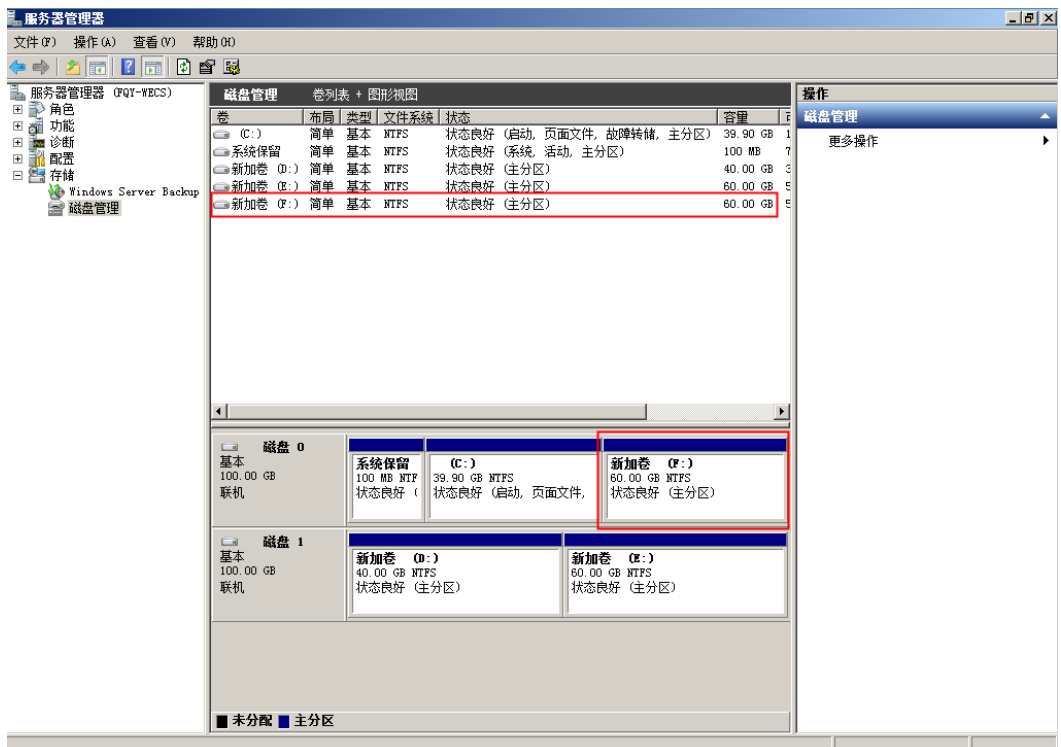 服务器管理器
文件(F) 操作(A) 查看(V) 帮助(H)
服务器管理器 (FQY-WECS)
角色
功能
诊断
配置
存储
Windows Server Backup
磁盘管理
磁盘管理 卷列表 + 图形视图
卷 布局 类型 文件系统 状态 容量
(C:) 简单 基本 NTFS 状态良好 (启动, 页面文件, 故障转储, 主分区) 39.90 GB 1
系统保留 简单 基本 NTFS 状态良好 (系统, 活动, 主分区) 100 MB 7
新加卷 (D:) 简单 基本 NTFS 状态良好 (主分区) 40.00 GB 3
新加卷 (E:) 简单 基本 NTFS 状态良好 (主分区) 60.00 GB 5
新加卷 (F:) 简单 基本 NTFS 状态良好 (主分区) 60.00 GB 5
磁盘 0
基本
100.00 GB
联机
系统保留
100 MB NTF
状态良好 (
(C:)
39.90 GB NTFS
状态良好 (启动, 页面文件,
新加卷 (F:)
60.00 GB NTFS
状态良好 (主分区)
磁盘 1
基本
100.00 GB
联机
新加卷 (D:)
40.00 GB NTFS
状态良好 (主分区)
新加卷 (E:)
60.00 GB NTFS
状态良好 (主分区)
未分配 主分区
操作
磁盘管理
更多操作